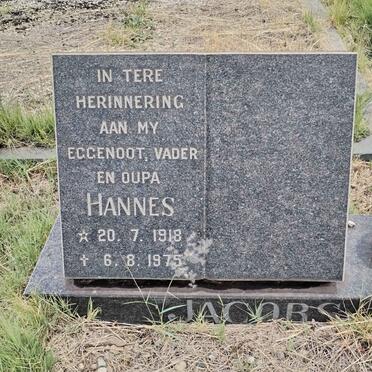 IN TERE
HERINNERING
AAN MY
EGGENOOT, VADER
EN OUPA
HANNES
☆ 20. 7. 1918
✝ 6. 8. 1975
JACOBS